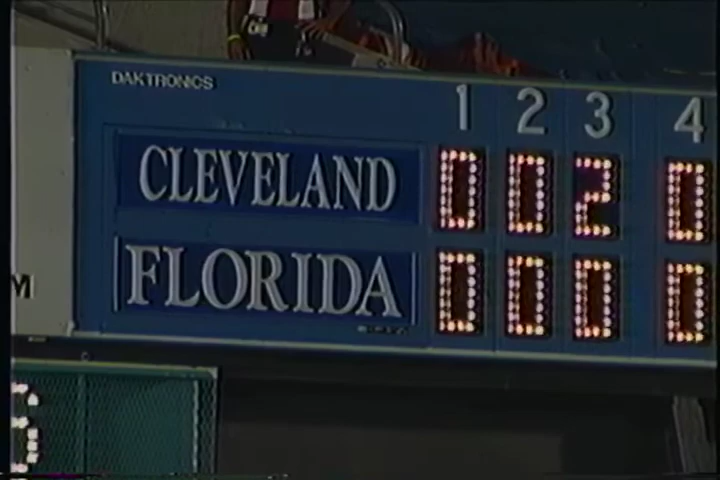 DAKTRONICS
1 2 3 4
CLEVELAND 0 0 2 0
FLORIDA 0 0 0 0
M